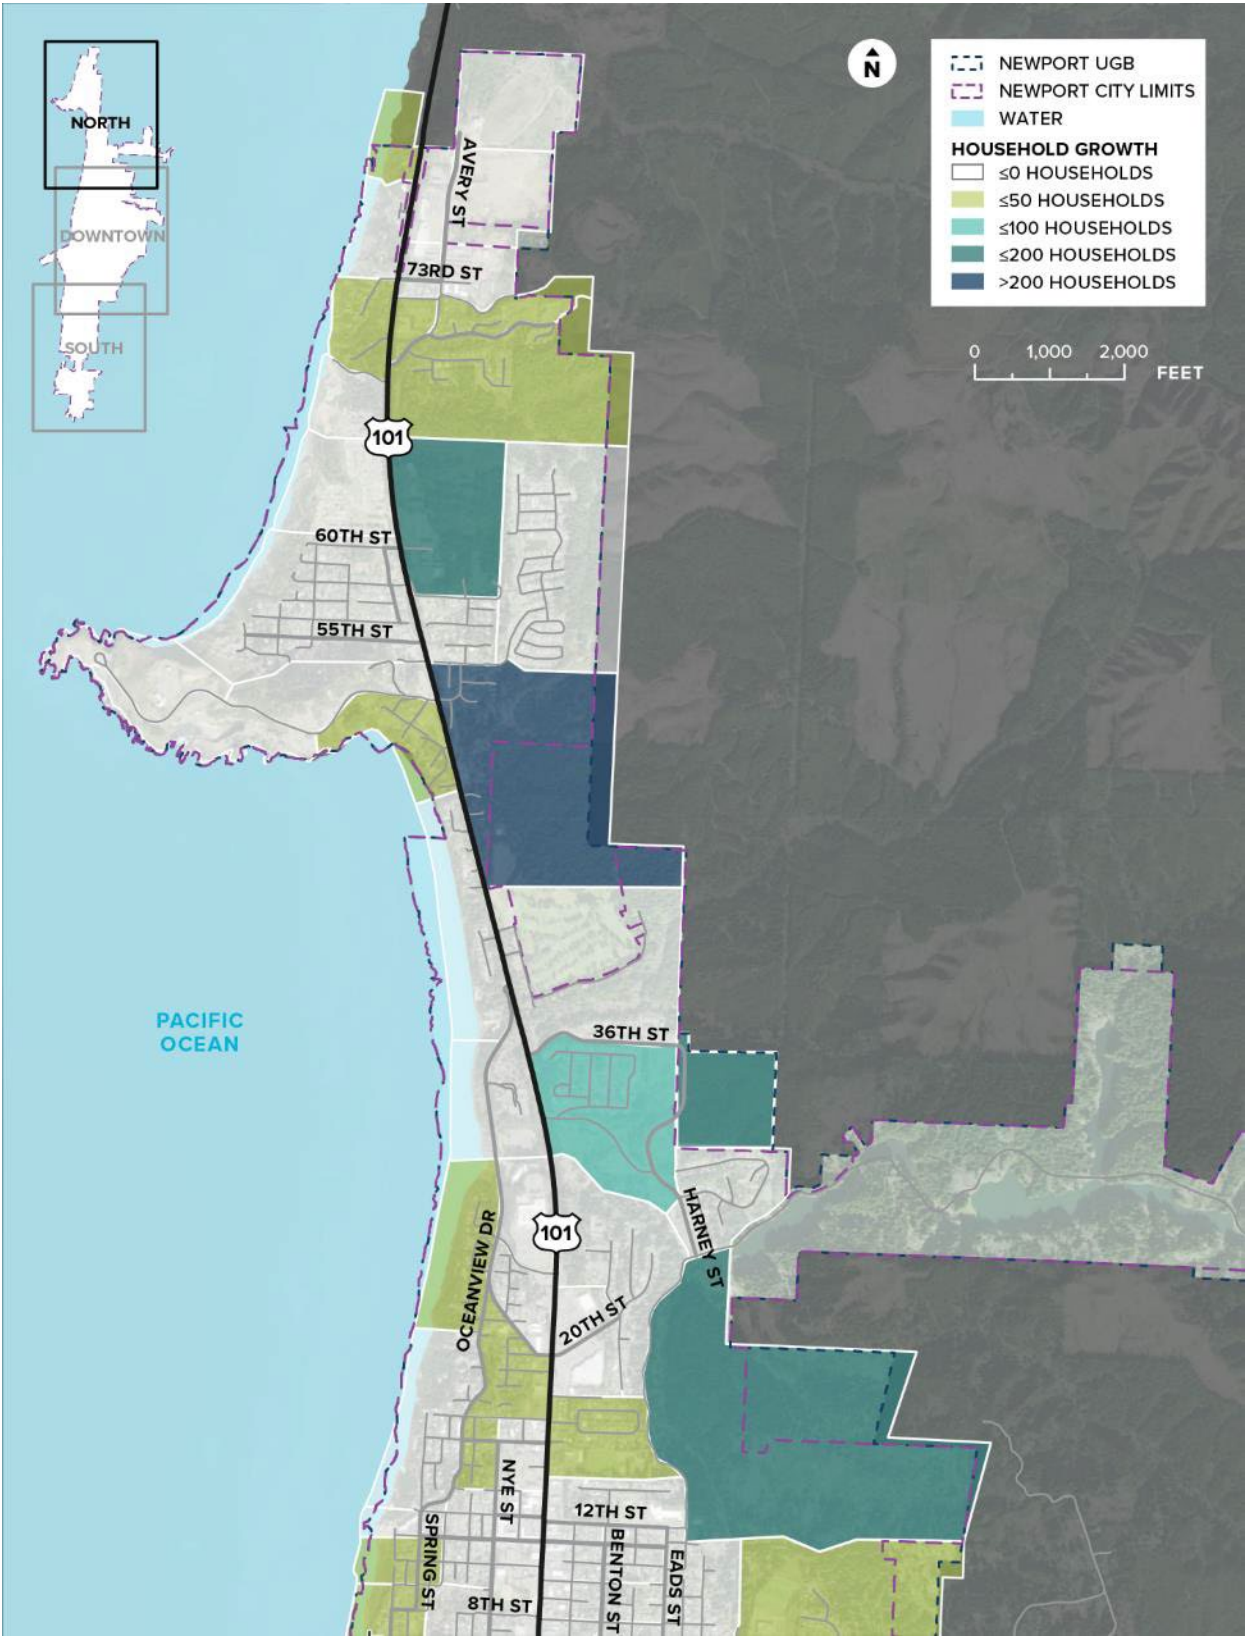 NORTH
DOWNTOWN
SOUTH
N
NEWPORT UGB
NEWPORT CITY LIMITS
WATER
HOUSEHOLD GROWTH
≤0 HOUSEHOLDS
≤50 HOUSEHOLDS
≤100 HOUSEHOLDS
≤200 HOUSEHOLDS
>200 HOUSEHOLDS
0 1,000 2,000
FEET
AVERY ST
73RD ST
101
60TH ST
55TH ST
PACIFIC
OCEAN
36TH ST
HARNEY ST
101
OCEANVIEW DR
20TH ST
NYE ST
12TH ST
SPRING ST
BENTON ST
EADS ST
8TH ST